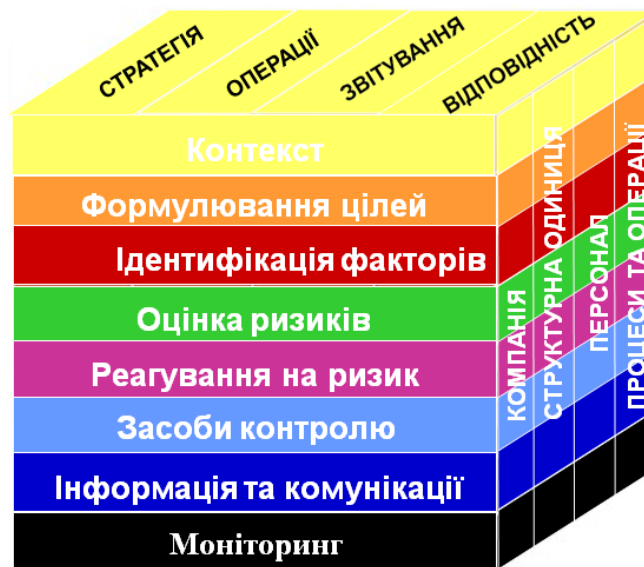 СТРАТЕГІЯ
ОПЕРАЦІЇ
ЗВІТУВАННЯ
ВІДПОВІДНІСТЬ
Контекст
Формулювання цілей
Ідентифікація факторів
Оцінка ризиків
Реагування на ризик
Засоби контролю
Інформація та комунікації
Моніторинг
КОМПАНІЯ
СТРУКТУРНА ОДИНИЦЯ
ПЕРСОНАЛ
ПРОЦЕСИ ТА ОПЕРАЦІЇ